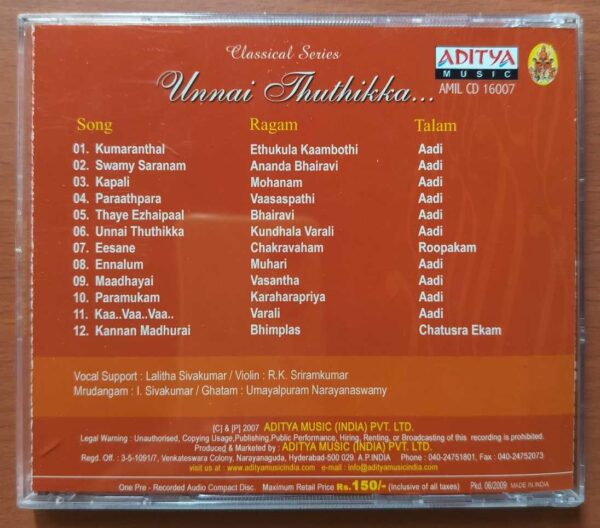 Classical Series
Unnai Thuthikka...
ADITYA
MUSIC
AMIL CD 16007
Song Ragam Talam
01. Kumaranthal Ethukula Kaambothi Aadi
02. Swamy Saranam Ananda Bhairavi Aadi
03. Kapali Mohanam Aadi
04. Paraathpara Vaasaspathi Aadi
05. Thaye Ezhaipaal Bhairavi Aadi
06. Unnai Thuthikka Kundhala Varali Aadi
07. Eesane Chakravaham Roopakam
08. Ennalum Muhari Aadi
09. Maadhayai Vasantha Aadi
10. Paramukam Karaharapriya Aadi
11. Kaa..Vaa..Vaa.. Varali Aadi
12. Kannan Madhurai Bhimplas Chatusra Ekam
Vocal Support : Lalitha Sivakumar / Violin : R.K. Sriramkumar
Mrudangam : I. Sivakumar / Ghatam : Umayalpuram Narayanaswamy
[C] & [P] 2007 ADITYA MUSIC (INDIA) PVT. LTD.
Legal Warning : Unauthorised, Copying Usage,Publishing,Public Performance, Hiring, Renting, or Broadcasting of this recording is prohibited.
Produced & Marketed by : ADITYA MUSIC (INDIA) PVT. LTD.
Regd. Off. : 3-5-1091/7, Venkateswara Colony, Narayanaguda, Hyderabad-500 029. A.P.INDIA Phone : 040-24751801, Fax : 040-24752073
visit us at : www.adityamusicindia.com e-mail : info@adityamusicindia.com
One Pre - Recorded Audio Compact Disc. Maximum Retail Price Rs.150/- (Inclusive of all taxes) Pkd. 06/2009 MADE IN INDIA